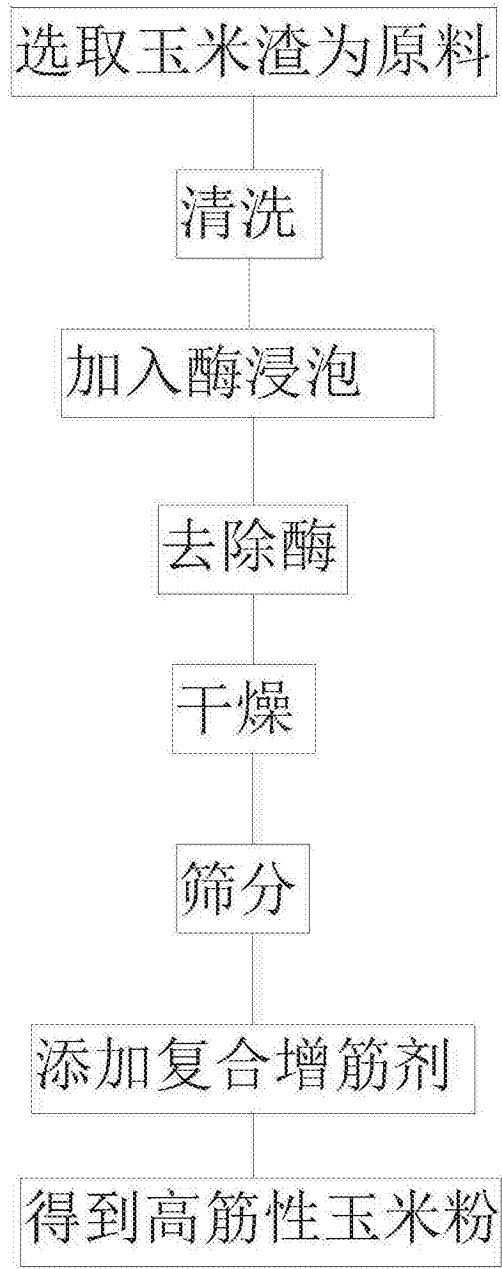 选取玉米渣为原料
清洗
加入酶浸泡
去除酶
干燥
筛分
添加复合增筋剂
得到高筋性玉米粉